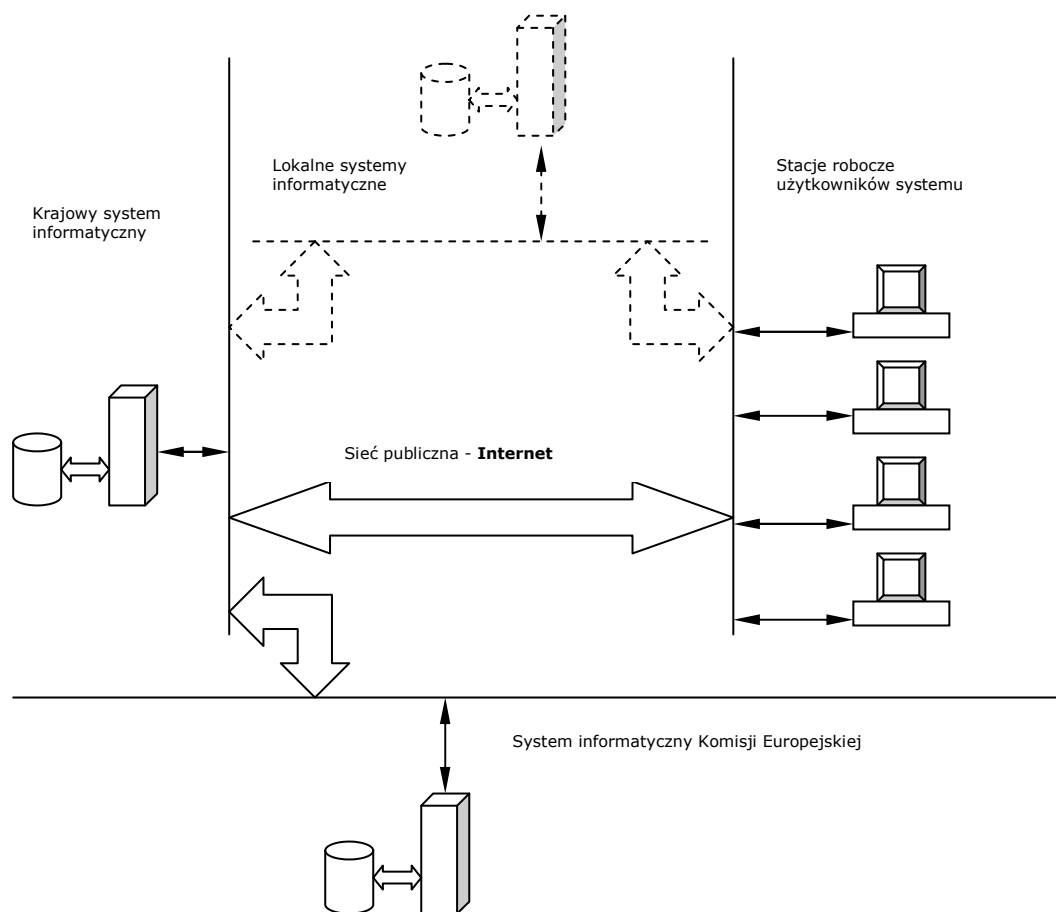 Lokalne systemy
informatyczne
Stacje robocze
użytkowników systemu
Krajowy system
informatyczny
Sieć publiczna - Internet
System informatyczny Komisji Europejskiej